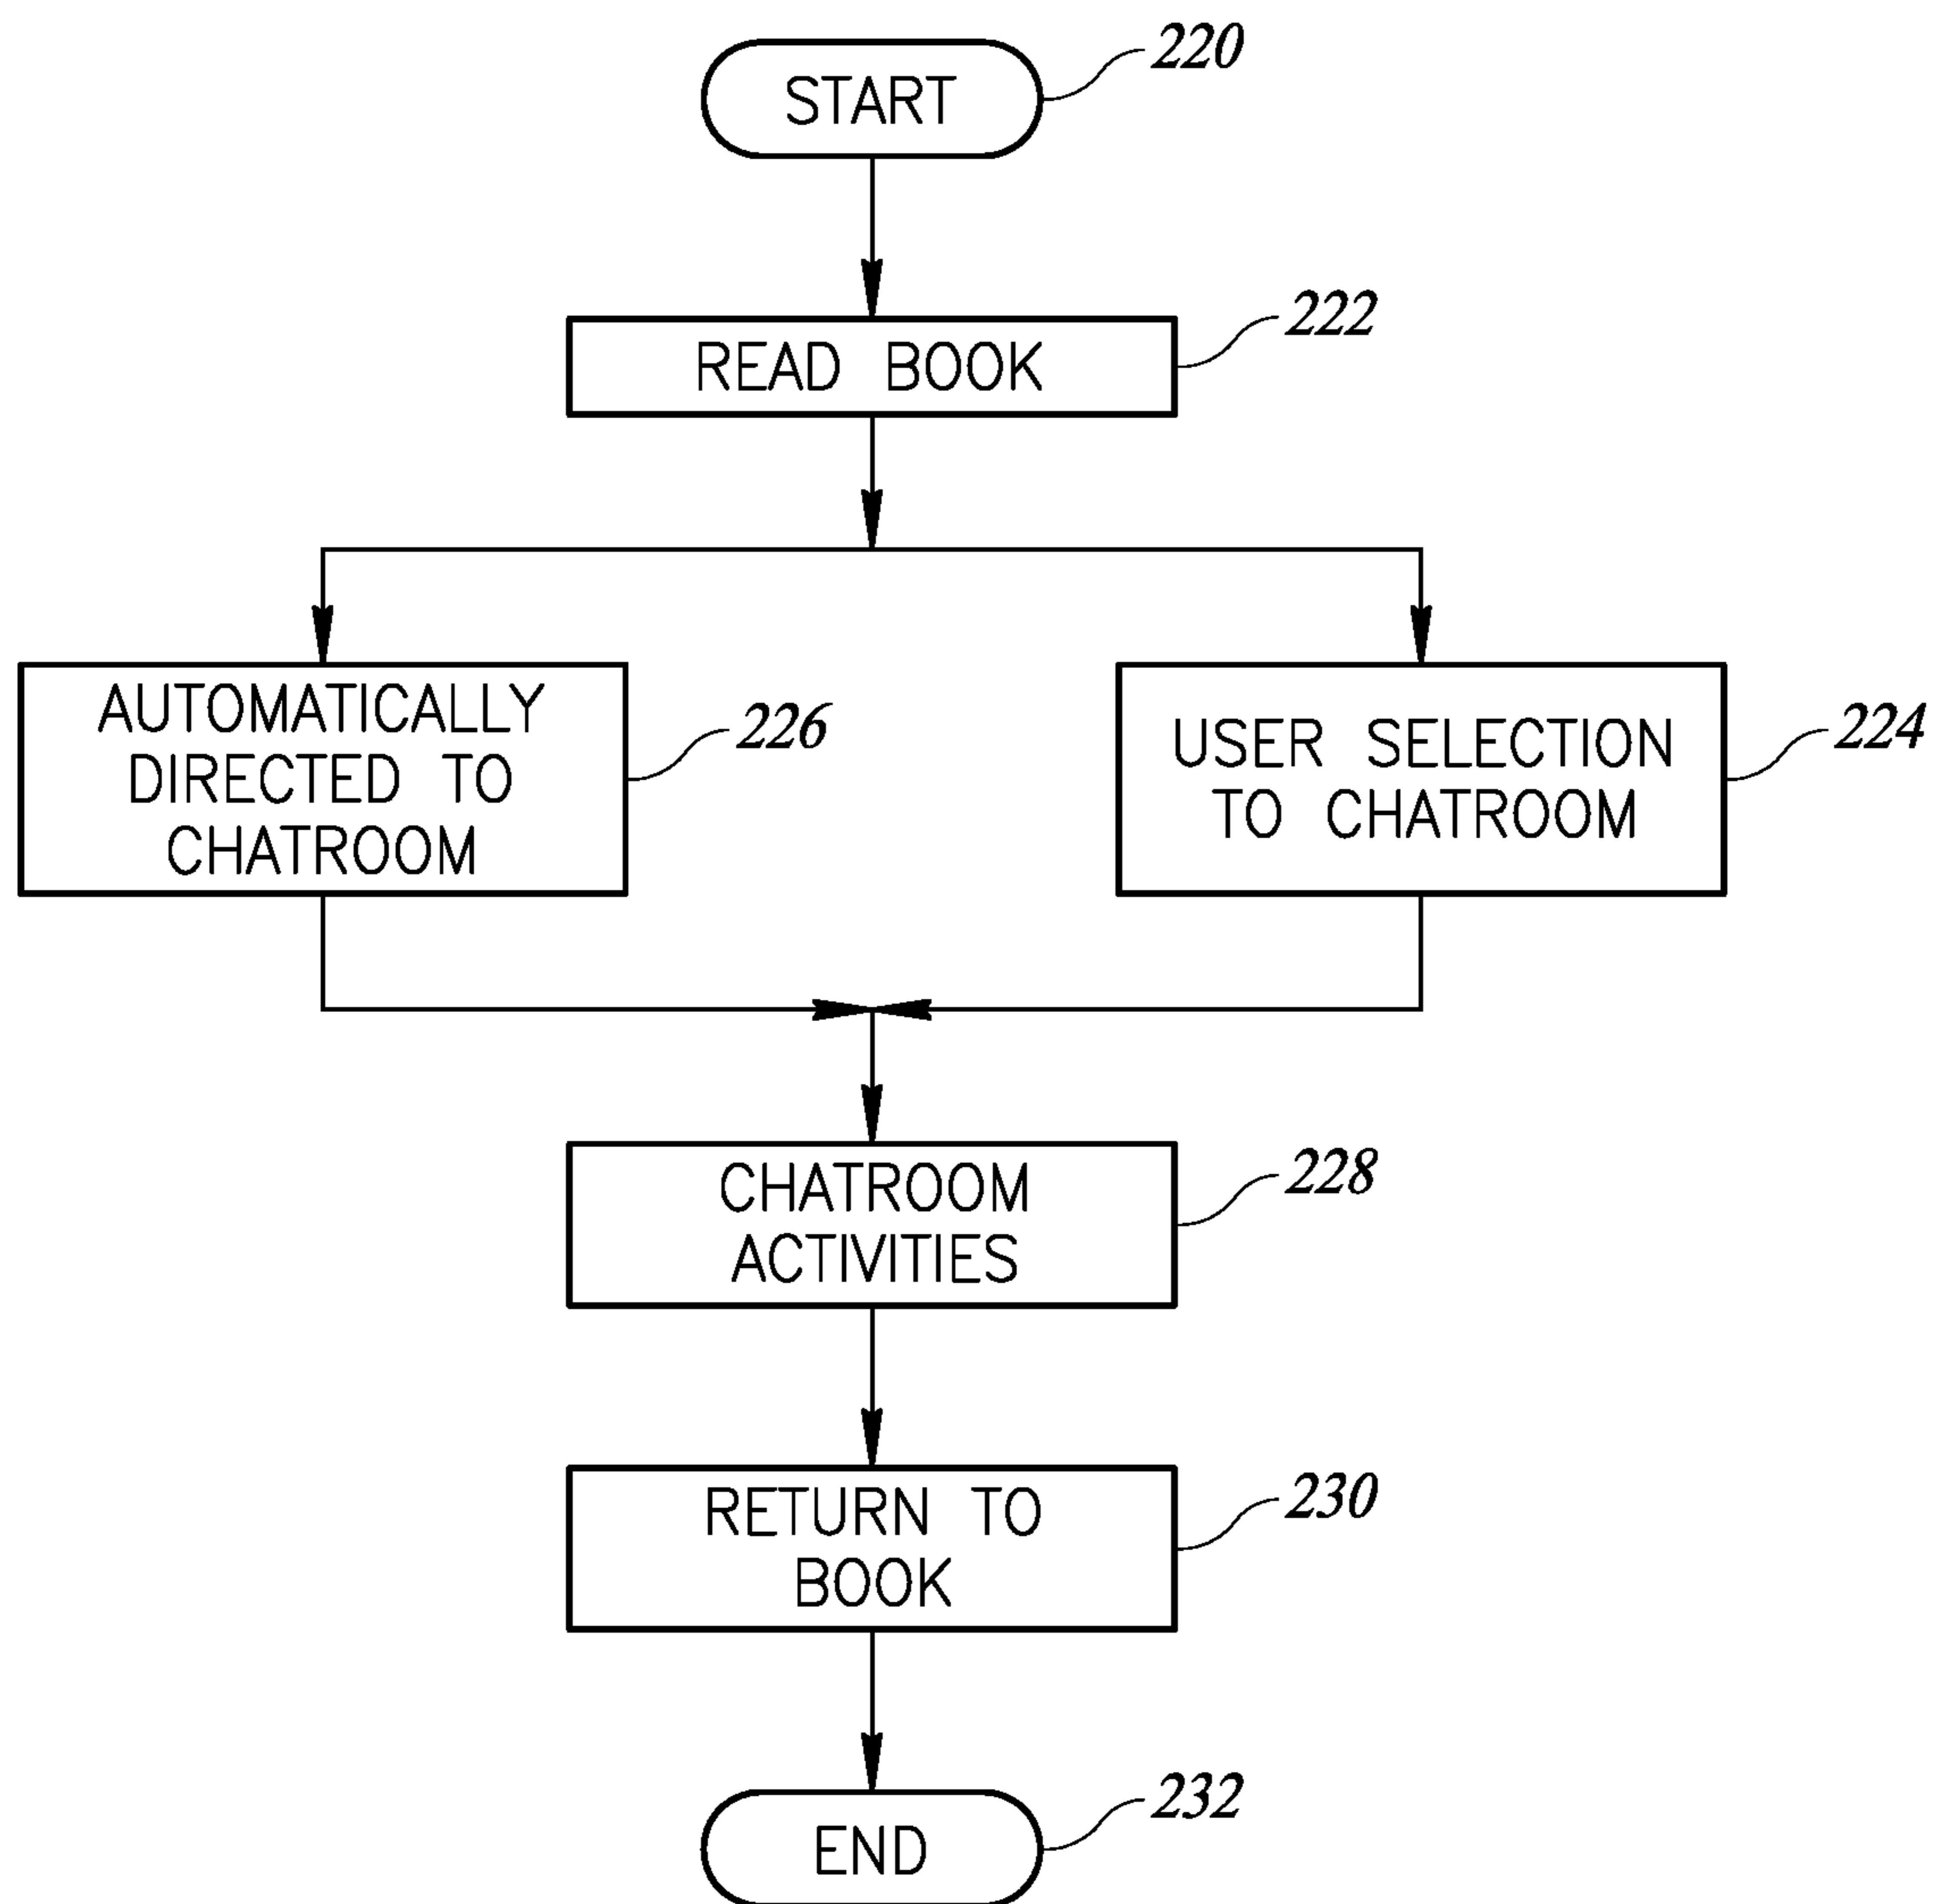 START
220
READ BOOK
222
AUTOMATICALLY
DIRECTED TO
CHATROOM
226
USER SELECTION
TO CHATROOM
224
CHATROOM
ACTIVITIES
228
RETURN TO
BOOK
230
END
232